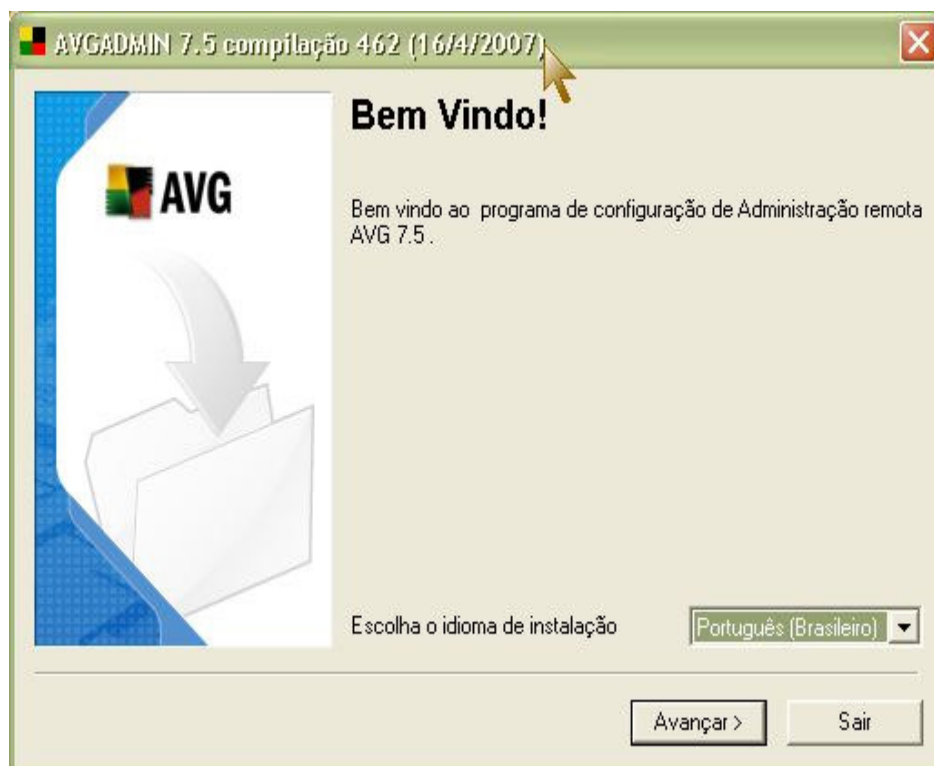 AVGADMIN 7.5 compilação 462 (16/4/2007)
Bem Vindo!
AVG
Bem vindo ao programa de configuração de Administração remota
AVG 7.5 .
Escolha o idioma de instalação
Português (Brasileiro)
Avançar >
Sair